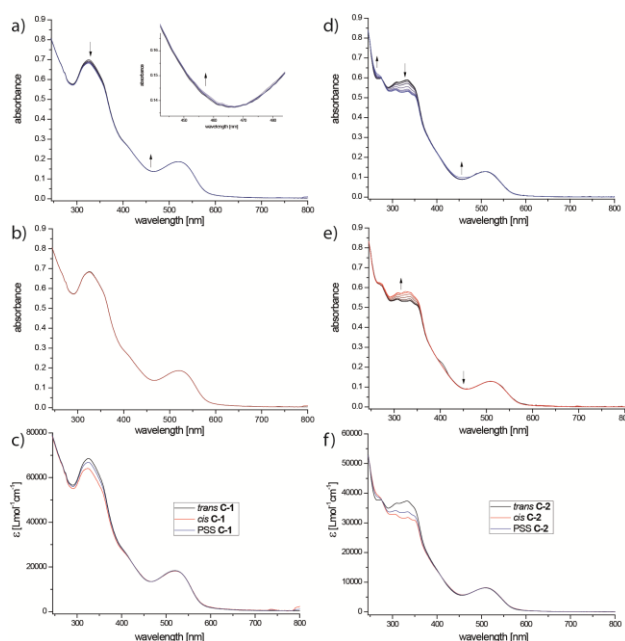 a)
0.9
0.8
0.7
0.6
0.5
0.4
0.3
0.2
0.1
0.0
absorbance
absorbance
wavelength [nm]
300 400 500 600 700 800
wavelength [nm]
d)
0.9
0.8
0.7
0.6
0.5
0.4
0.3
0.2
0.1
0.0
absorbance
300 400 500 600 700 800
wavelength [nm]
b)
0.9
0.8
0.7
0.6
0.5
0.4
0.3
0.2
0.1
0.0
absorbance
300 400 500 600 700 800
wavelength [nm]
e)
0.9
0.8
0.7
0.6
0.5
0.4
0.3
0.2
0.1
0.0
absorbance
300 400 500 600 700 800
wavelength [nm]
c)
80000
60000
40000
20000
0
ε [Lmol⁻¹cm⁻¹]
trans C-1
cis C-1
PSS C-1
300 400 500 600 700 800
wavelength [nm]
f)
60000
50000
40000
30000
20000
10000
0
ε [Lmol⁻¹cm⁻¹]
trans C-2
cis C-2
PSS C-2
300 400 500 600 700 800
wavelength [nm]